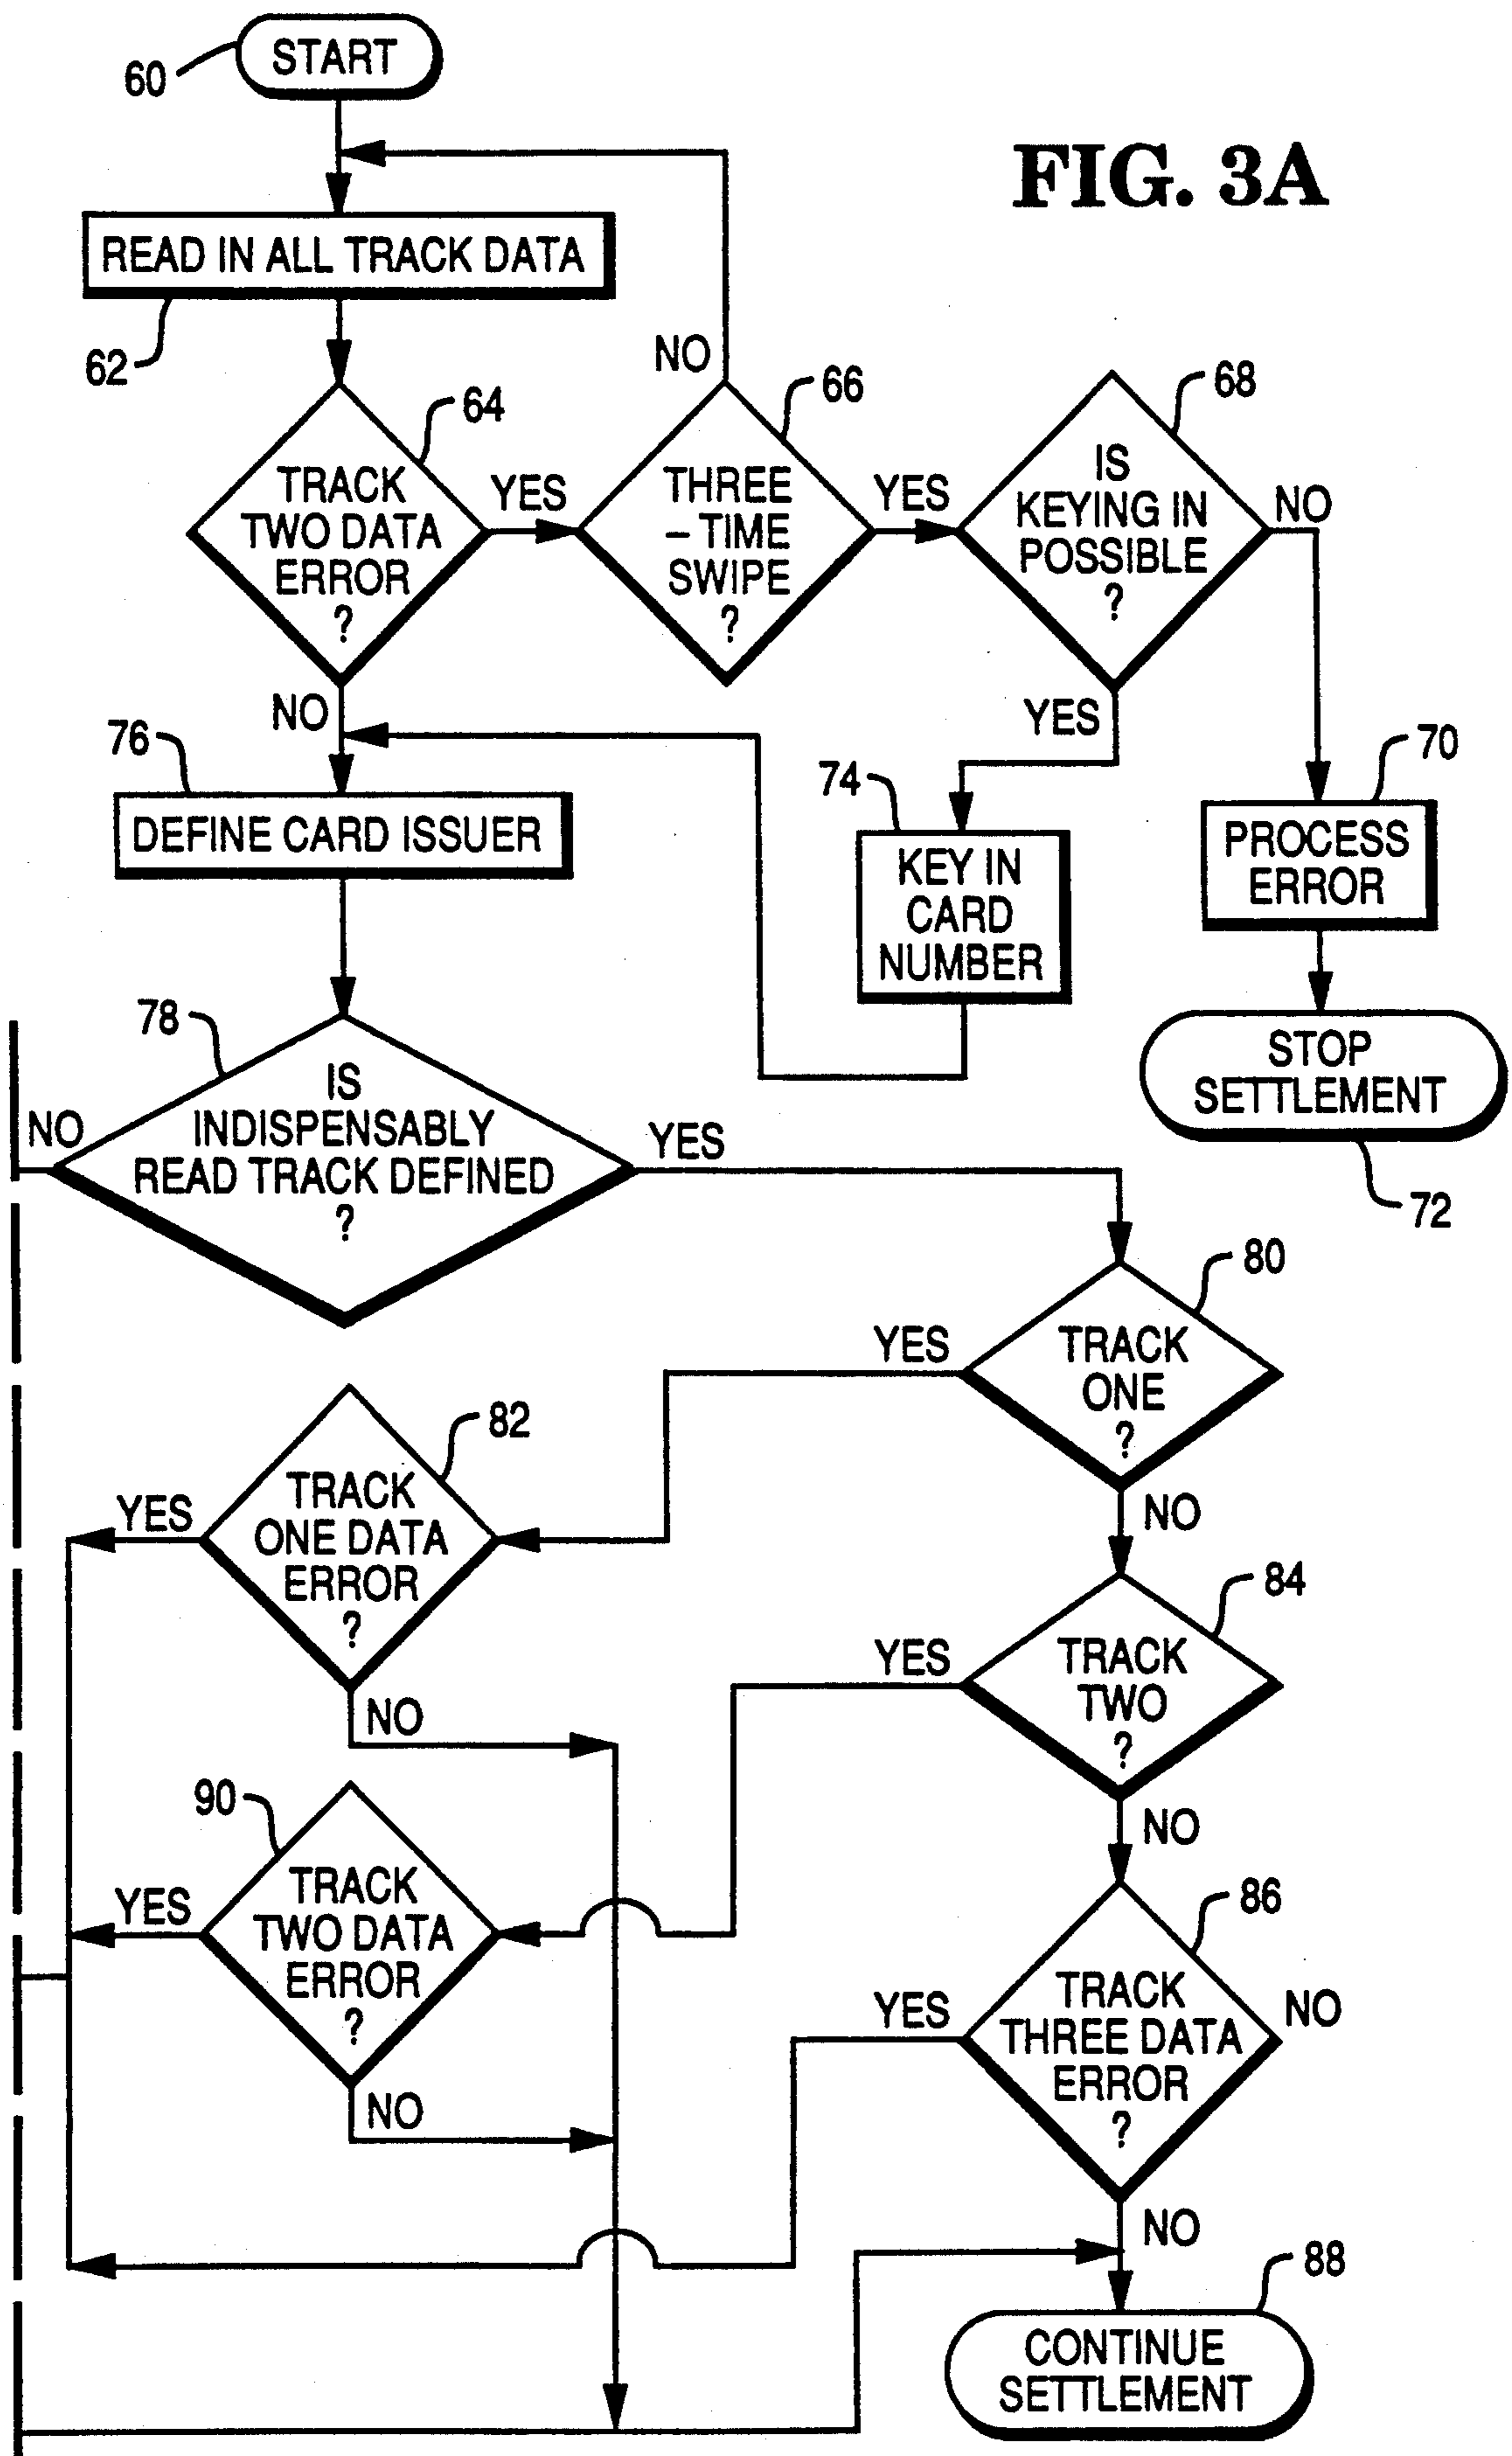 START
60
FIG. 3A
READ IN ALL TRACK DATA
62
NO
64
66
68
TRACK
TWO DATA
ERROR
?
YES
THREE
– TIME
SWIPE
?
YES
IS
KEYING IN
POSSIBLE
?
NO
NO
YES
76
DEFINE CARD ISSUER
74
KEY IN
CARD
NUMBER
70
PROCESS
ERROR
STOP
SETTLEMENT
72
78
IS
INDISPENSABLY
READ TRACK DEFINED
?
NO
YES
80
TRACK
ONE
?
YES
NO
82
TRACK
ONE DATA
ERROR
?
YES
NO
84
TRACK
TWO
?
YES
NO
90
TRACK
TWO DATA
ERROR
?
YES
NO
86
TRACK
THREE DATA
ERROR
?
YES
NO
NO
88
CONTINUE
SETTLEMENT